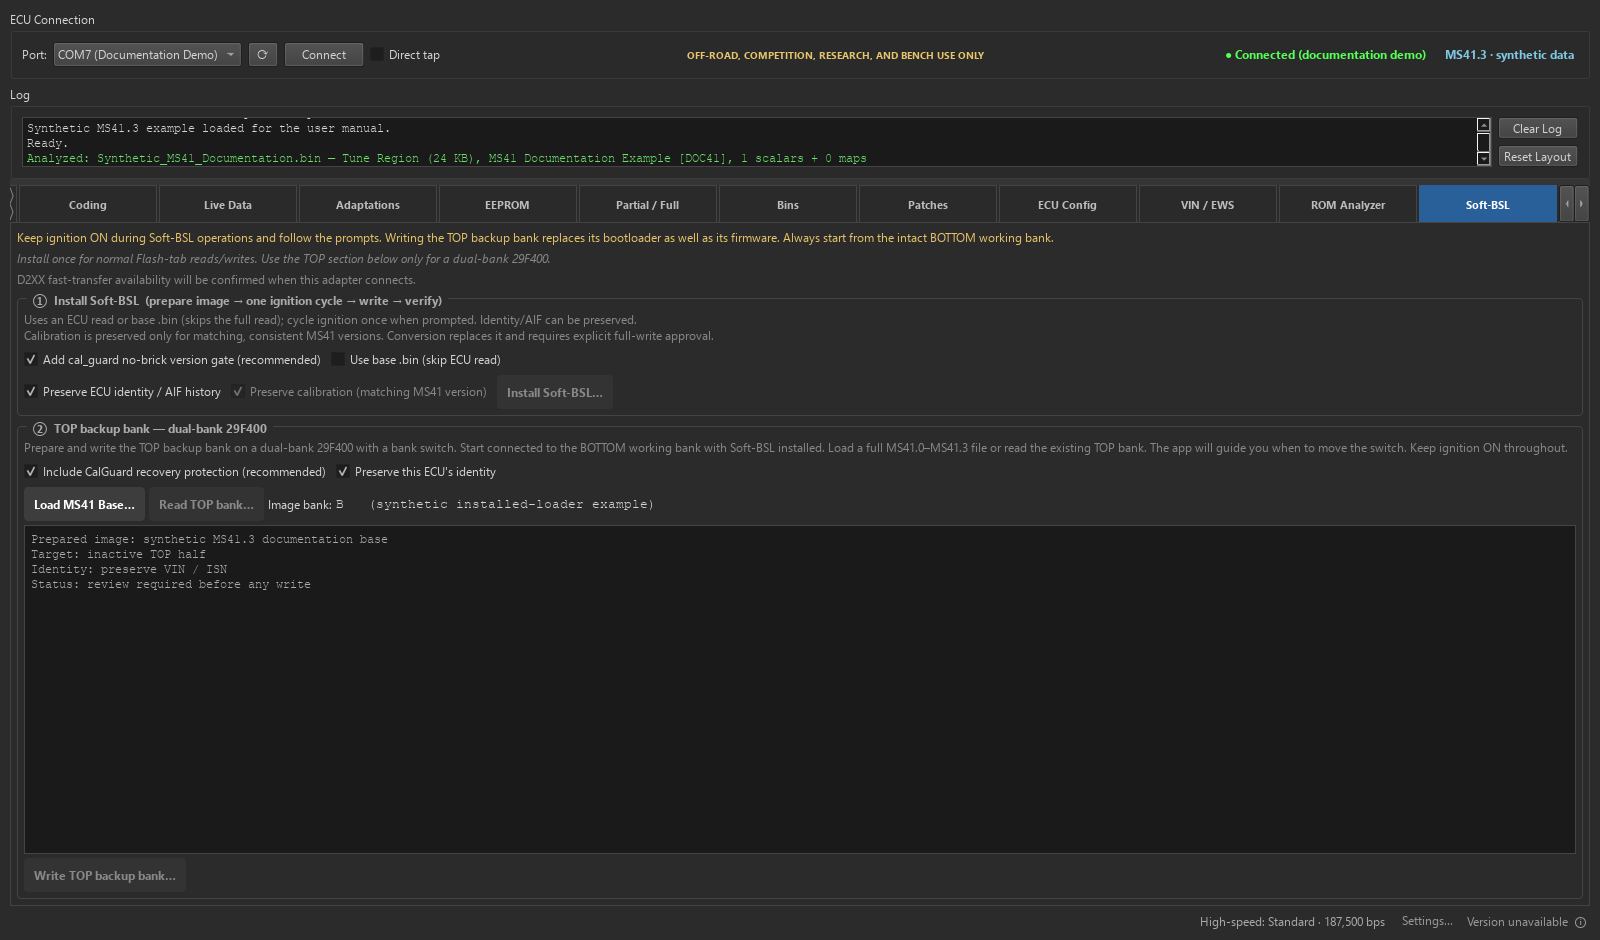 ECU Connection
Port: COM7 (Documentation Demo) Connect Direct tap OFF-ROAD, COMPETITION, RESEARCH, AND BENCH USE ONLY ● Connected (documentation demo) MS41.3 · synthetic data
Log
Synthetic MS41.3 example loaded for the user manual.
Ready.
Analyzed: Synthetic_MS41_Documentation.bin — Tune Region (24 KB), MS41 Documentation Example [DOC41], 1 scalars + 0 maps
Clear Log
Reset Layout
Coding Live Data Adaptations EEPROM Partial / Full Bins Patches ECU Config VIN / EWS ROM Analyzer Soft-BSL
Keep ignition ON during Soft-BSL operations and follow the prompts. Writing the TOP backup bank replaces its bootloader as well as its firmware. Always start from the intact BOTTOM working bank.
Install once for normal Flash-tab reads/writes. Use the TOP section below only for a dual-bank 29F400.
D2XX fast-transfer availability will be confirmed when this adapter connects.
① Install Soft-BSL (prepare image → one ignition cycle → write → verify)
Uses an ECU read or base .bin (skips the full read); cycle ignition once when prompted. Identity/AIF can be preserved.
Calibration is preserved only for matching, consistent MS41 versions. Conversion replaces it and requires explicit full-write approval.
Add cal_guard no-brick version gate (recommended) Use base .bin (skip ECU read)
Preserve ECU identity / AIF history Preserve calibration (matching MS41 version) Install Soft-BSL...
② TOP backup bank — dual-bank 29F400
Prepare and write the TOP backup bank on a dual-bank 29F400 with a bank switch. Start connected to the BOTTOM working bank with Soft-BSL installed. Load a full MS41.0–MS41.3 file or read the existing TOP bank. The app will guide you when to move the switch. Keep ignition ON throughout.
Include CalGuard recovery protection (recommended) Preserve this ECU's identity
Load MS41 Base... Read TOP bank... Image bank: B (synthetic installed-loader example)
Prepared image: synthetic MS41.3 documentation base
Target: inactive TOP half
Identity: preserve VIN / ISN
Status: review required before any write
Write TOP backup bank...
High-speed: Standard · 187,500 bps Settings... Version unavailable ⓘ